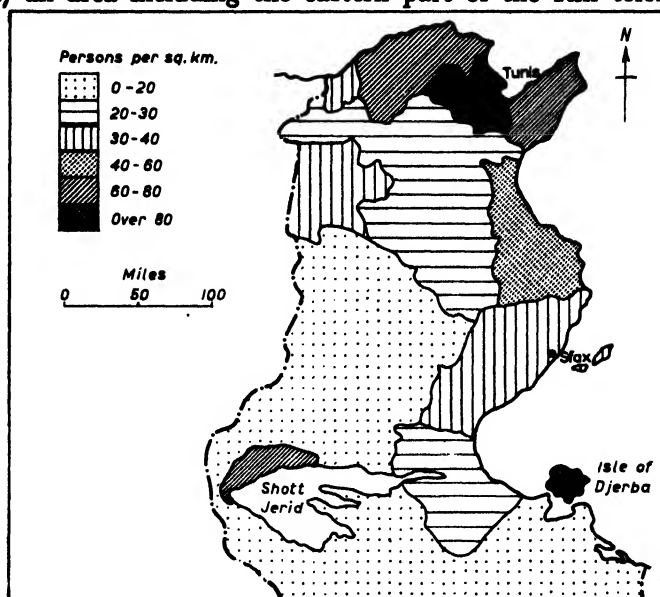 Persons per sq. km.
0-20
20-30
30-40
40-60
60-80
Over 80
Miles
0 50 100
N
Tunis
Sfax
Isle of
Djerba
Shott
Jerid